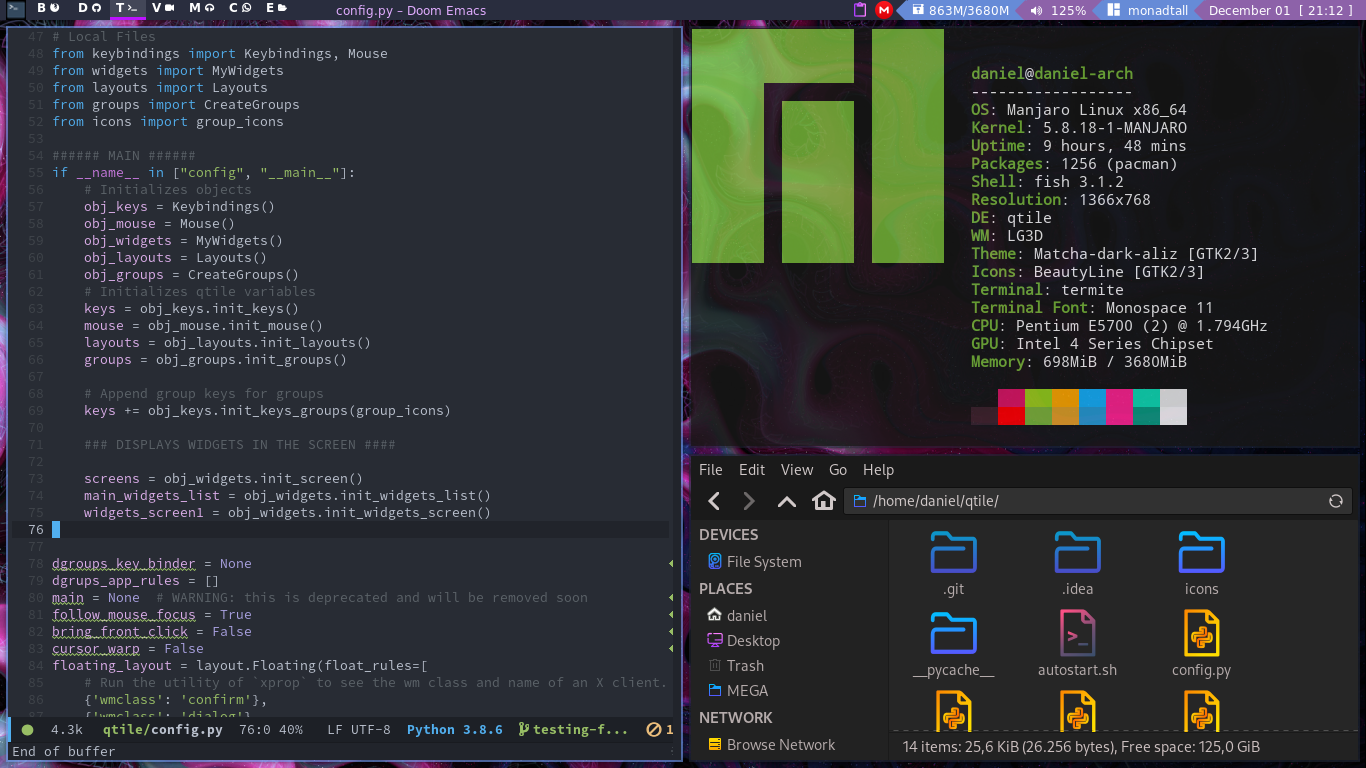 B D T V M C E
config.py – Doom Emacs
863M/3680M
125%
monadtall
December 01 [ 21:12 ]
47 # Local Files
48 from keybindings import Keybindings, Mouse
49 from widgets import MyWidgets
50 from layouts import Layouts
51 from groups import CreateGroups
52 from icons import group_icons
53
54 ###### MAIN ######
55 if __name__ in ["config", "__main__"]:
56 # Initializes objects
57 obj_keys = Keybindings()
58 obj_mouse = Mouse()
59 obj_widgets = MyWidgets()
60 obj_layouts = Layouts()
61 obj_groups = CreateGroups()
62 # Initializes qtile variables
63 keys = obj_keys.init_keys()
64 mouse = obj_mouse.init_mouse()
65 layouts = obj_layouts.init_layouts()
66 groups = obj_groups.init_groups()
67
68 # Append group keys for groups
69 keys += obj_keys.init_keys_groups(group_icons)
70
71 ### DISPLAYS WIDGETS IN THE SCREEN ####
72
73 screens = obj_widgets.init_screen()
74 main_widgets_list = obj_widgets.init_widgets_list()
75 widgets_screen1 = obj_widgets.init_widgets_screen()
76
77
78 dgroups_key_binder = None
79 dgrups_app_rules = []
80 main = None # WARNING: this is deprecated and will be removed soon
81 follow_mouse_focus = True
82 bring_front_click = False
83 cursor_warp = False
84 floating_layout = layout.Floating(float_rules=[
85 # Run the utility of `xprop` to see the wm class and name of an X client.
86 {'wmclass': 'confirm'},
87 {'wmclass': 'dialog'},
4.3k qtile/config.py 76:0 40% LF UTF-8 Python 3.8.6 testing-f... 1
End of buffer
daniel@daniel-arch
------------------
OS: Manjaro Linux x86_64
Kernel: 5.8.18-1-MANJARO
Uptime: 9 hours, 48 mins
Packages: 1256 (pacman)
Shell: fish 3.1.2
Resolution: 1366x768
DE: qtile
WM: LG3D
Theme: Matcha-dark-aliz [GTK2/3]
Icons: BeautyLine [GTK2/3]
Terminal: termite
Terminal Font: Monospace 11
CPU: Pentium E5700 (2) @ 1.794GHz
GPU: Intel 4 Series Chipset
Memory: 698MiB / 3680MiB
File Edit View Go Help
/home/daniel/qtile/
DEVICES
File System
PLACES
daniel
Desktop
Trash
MEGA
NETWORK
Browse Network
.git .idea icons
__pycache__ autostart.sh config.py
14 items: 25,6 KiB (26.256 bytes), Free space: 125,0 GiB